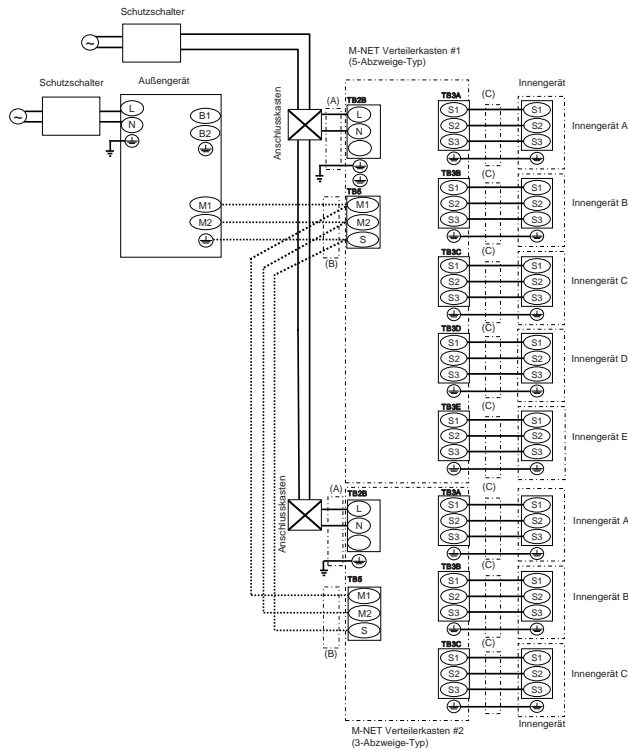 Schutzschalter
M-NET Verteilerkasten #1
(5-Abzweige-Typ)
Schutzschalter
Außengerät
Anschlusskasten
(A)
TB2B
TB3A
(C)
Innengerät
L
N
B1
B2
L
N
S1
S2
S3
S1
S2
S3
Innengerät A
TB3B
(C)
S1
S2
S3
S1
S2
S3
Innengerät B
M1
M2
TB5
M1
M2
S
(B)
TB3C
(C)
S1
S2
S3
S1
S2
S3
Innengerät C
TB3D
(C)
S1
S2
S3
S1
S2
S3
Innengerät D
TB3E
(C)
S1
S2
S3
S1
S2
S3
Innengerät E
Anschlusskasten
(A)
TB2B
L
N
TB3A
(C)
S1
S2
S3
S1
S2
S3
Innengerät A
TB5
M1
M2
S
(B)
TB3B
(C)
S1
S2
S3
S1
S2
S3
Innengerät B
TB3C
(C)
S1
S2
S3
S1
S2
S3
Innengerät C
Innengerät
M-NET Verteilerkasten #2
(3-Abzweige-Typ)